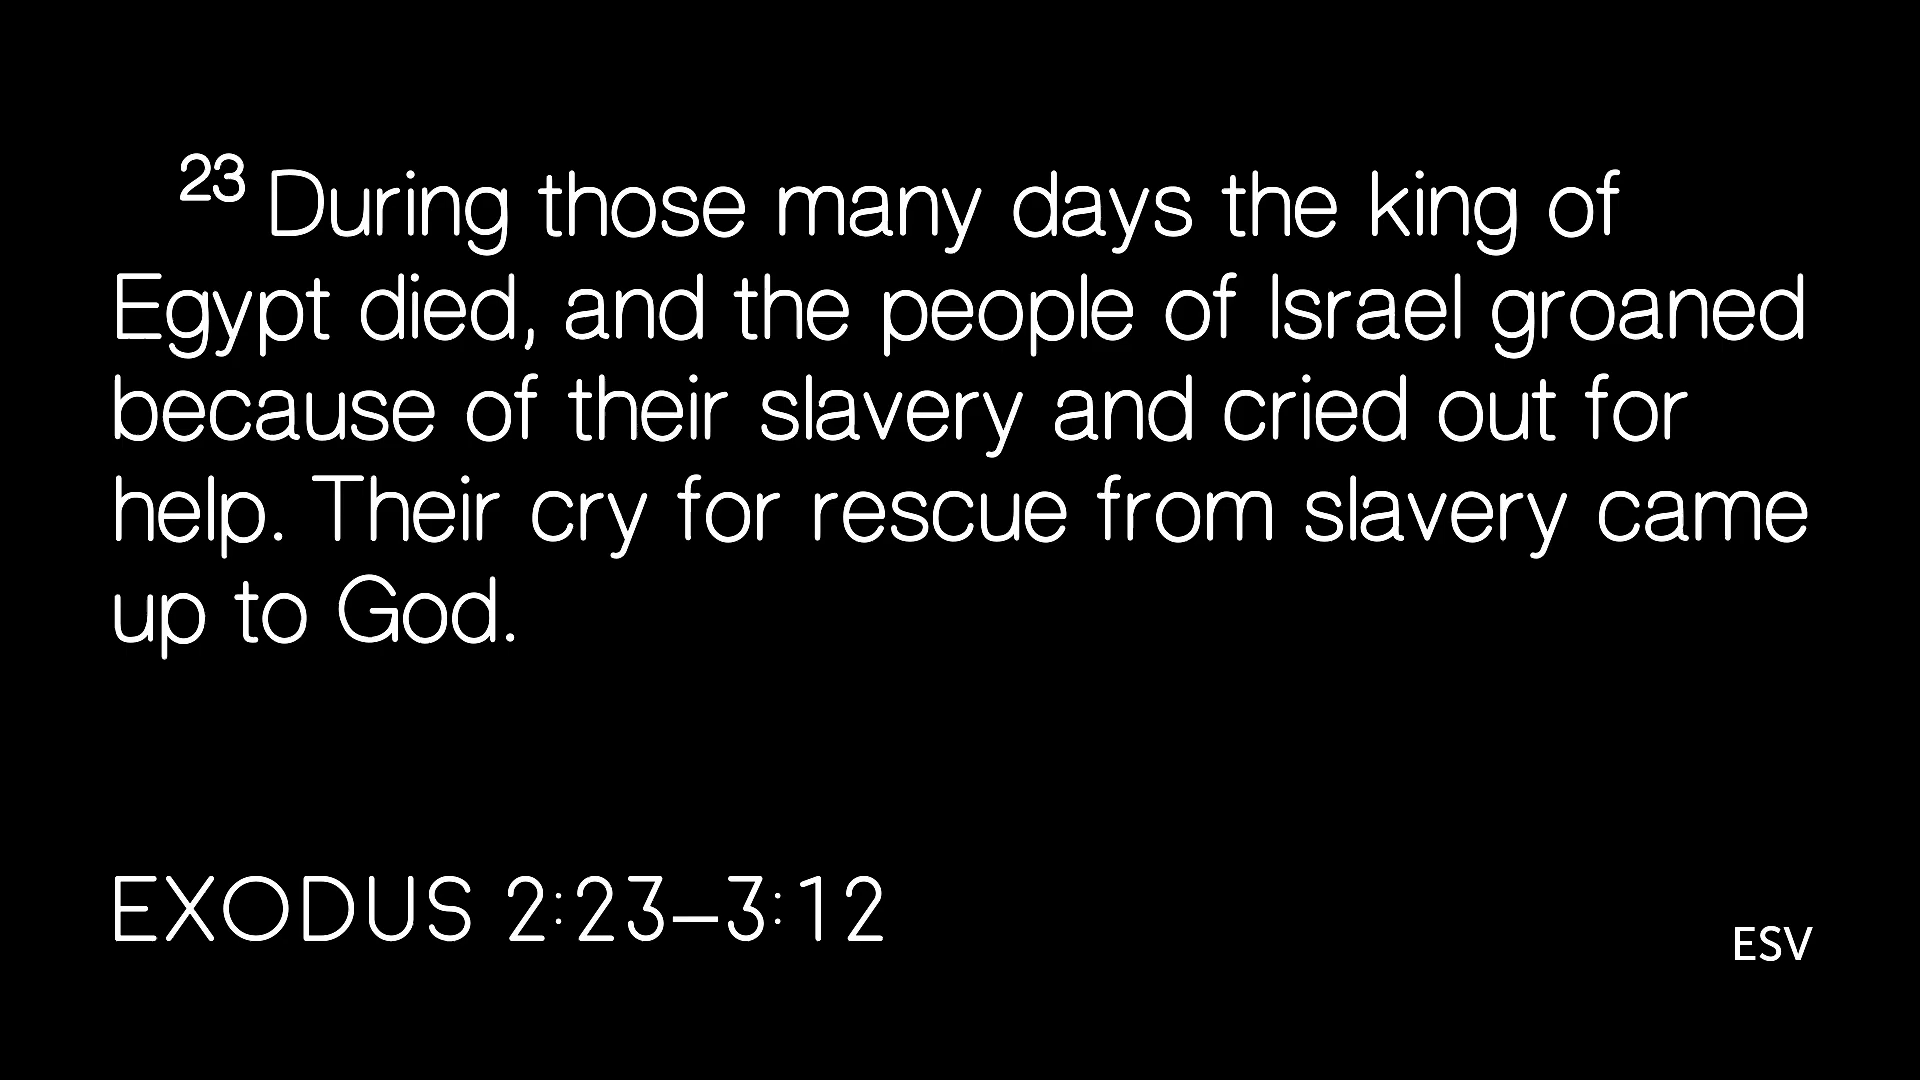 23 During those many days the king of
Egypt died, and the people of Israel groaned
because of their slavery and cried out for
help. Their cry for rescue from slavery came
up to God.
EXODUS 2:23–3:12
ESV